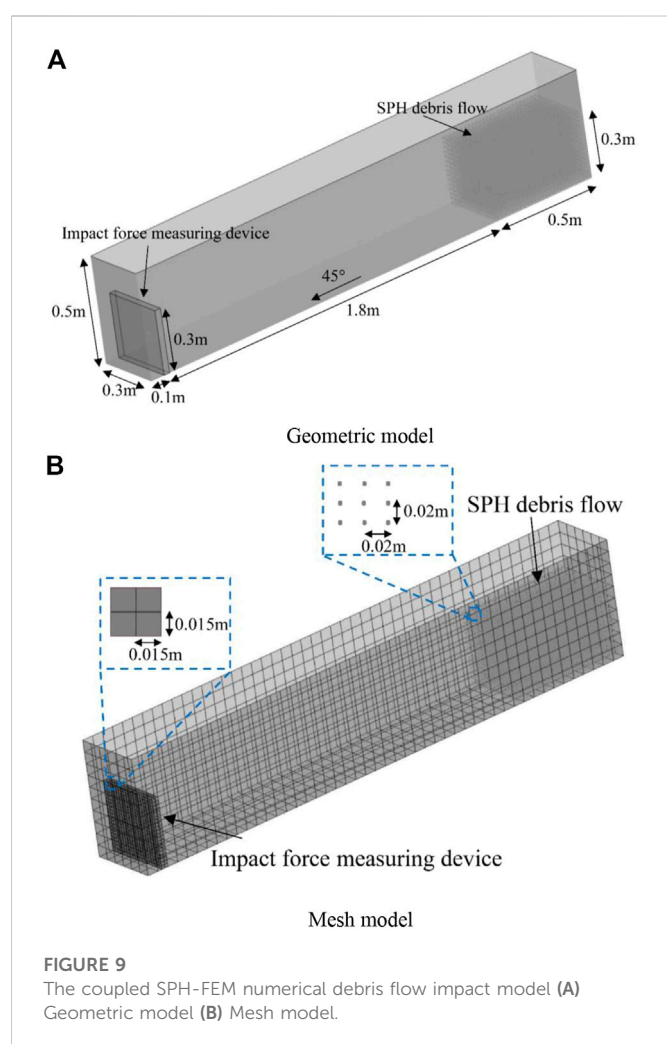 A
SPH debris flow
0.3m
0.5m
Impact force measuring device
45°
1.8m
0.5m
0.3m
0.3m
0.1m
Geometric model
B
0.02m
0.02m
SPH debris flow
0.015m
0.015m
Impact force measuring device
Mesh model
FIGURE 9
The coupled SPH-FEM numerical debris flow impact model (A)
Geometric model (B) Mesh model.